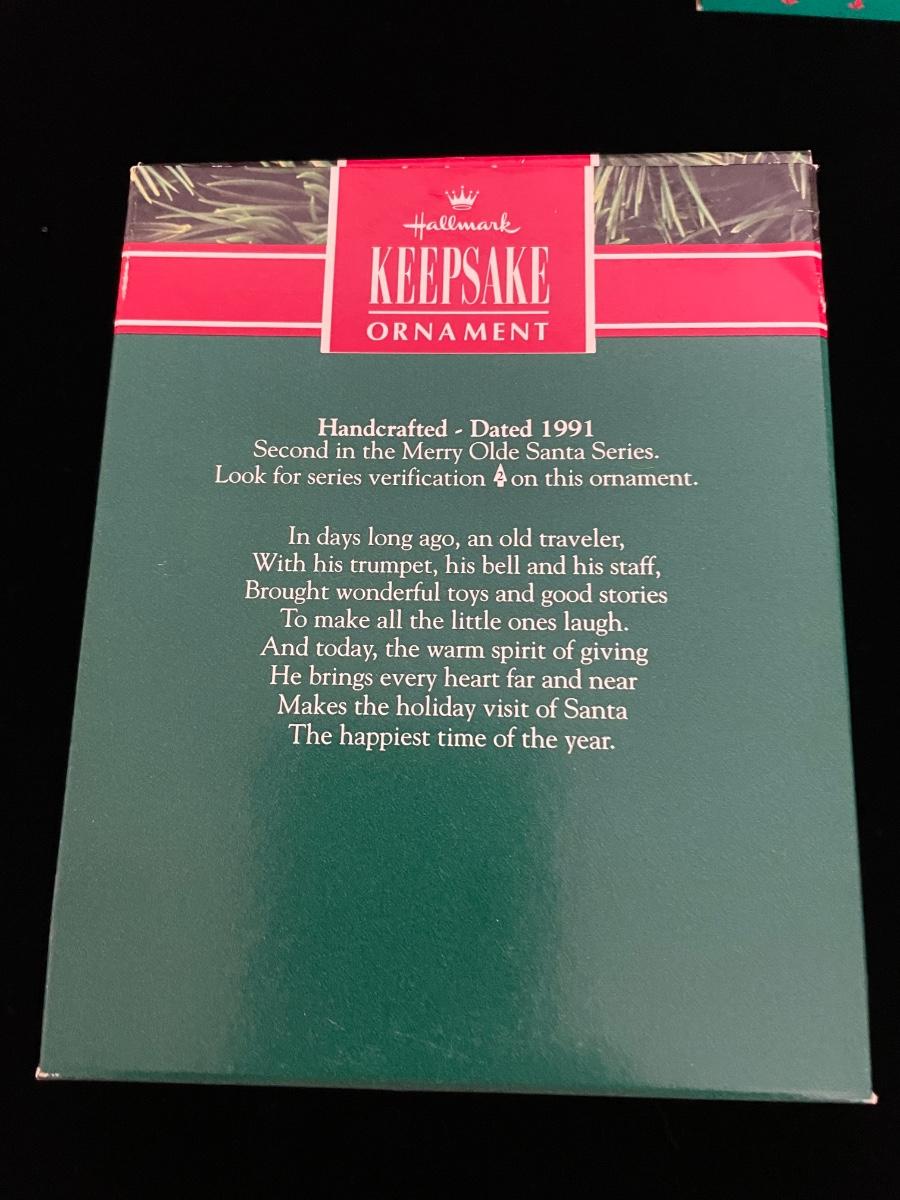 Hallmark
KEEPSAKE
ORNAMENT
Handcrafted - Dated 1991
Second in the Merry Olde Santa Series.
Look for series verification 2 on this ornament.
In days long ago, an old traveler,
With his trumpet, his bell and his staff,
Brought wonderful toys and good stories
To make all the little ones laugh.
And today, the warm spirit of giving
He brings every heart far and near
Makes the holiday visit of Santa
The happiest time of the year.